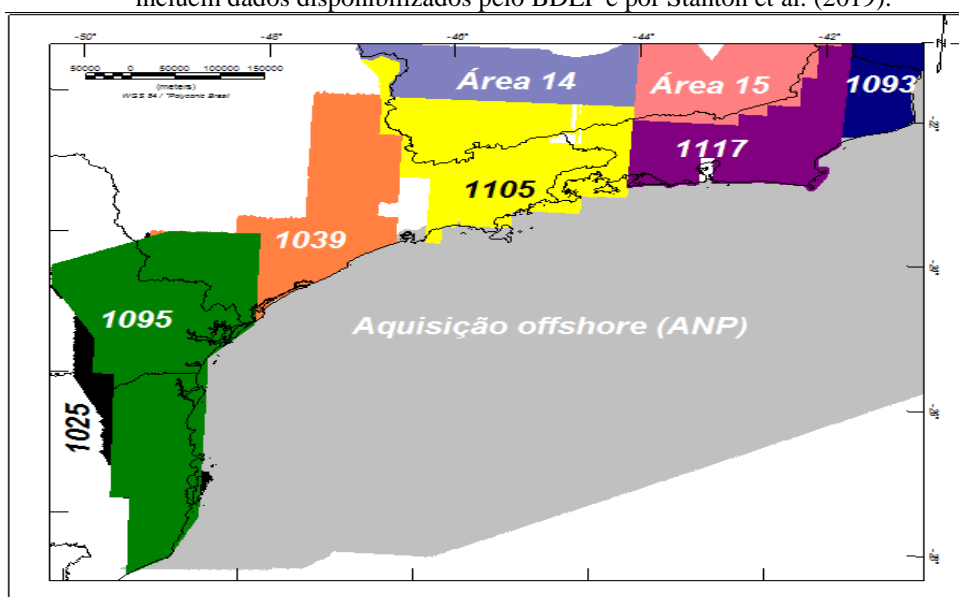 incluem dados disponibilizados pelo BDEP e por Stanton et al. (2019).
-50° -48° -46° -44° -42°
50000 0 50000 100000 150000
(meters)
WGS 84 / *Polyconic Brasil
Área 14
Área 15
1093
1117
1105
1039
1095
1025
Aquisição offshore (ANP)